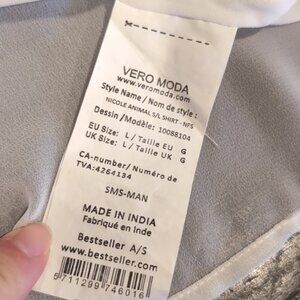 VERO MODA
www.veromoda.com
Style Name / Nom de style :
NICOLE ANIMAL S/L SHIRT - NFS
Dessin /Modèle: 10088104
EU Size: L / Taille EU G
UK Size: L / Taille UK G
CA-number/ Numéro de
TVA:4264134
SMS-MAN
MADE IN INDIA
Fabriqué en Inde
Bestseller A/S
www.bestseller.com
5711299746016